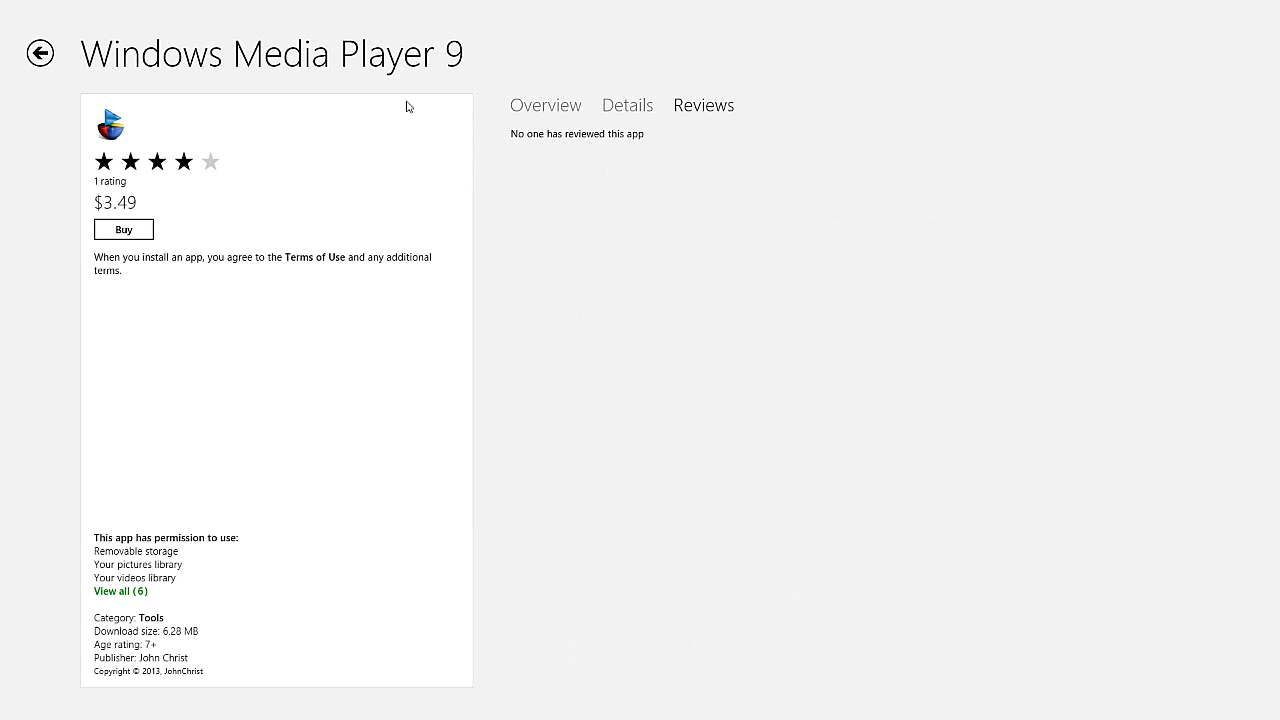 Windows Media Player 9
Overview Details Reviews
No one has reviewed this app
1 rating
$3.49
Buy
When you install an app, you agree to the Terms of Use and any additional
terms.
This app has permission to use:
Removable storage
Your pictures library
Your videos library
View all (6)
Category: Tools
Download size: 6.28 MB
Age rating: 7+
Publisher: John Christ
Copyright © 2013, JohnChrist